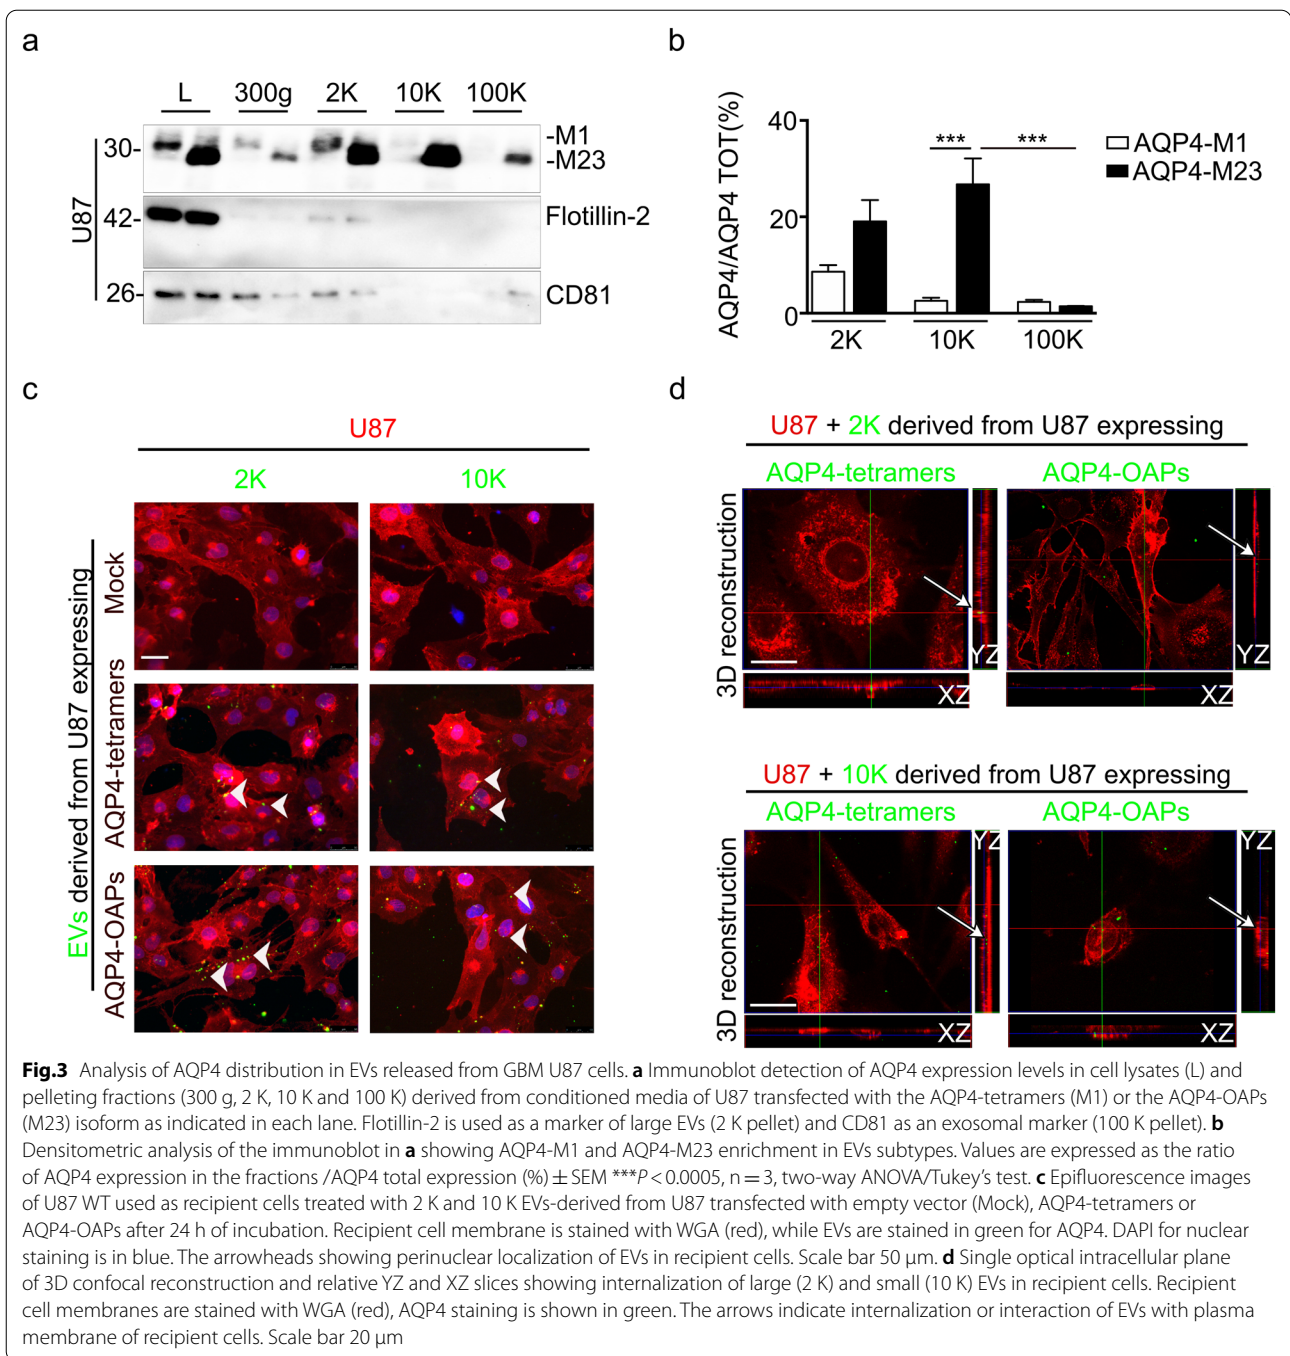 a
L 300g 2K 10K 100K
U87
30-
-M1
-M23
42-
Flotillin-2
26-
CD81
b
AQP4/AQP4 TOT(%)
40
20
0
***
***
AQP4-M1
AQP4-M23
2K 10K 100K
c
U87
2K 10K
EVs derived from U87 expressing
Mock
AQP4-tetramers
AQP4-OAPs
d
U87 + 2K derived from U87 expressing
AQP4-tetramers AQP4-OAPs
3D reconstruction
YZ
XZ
YZ
XZ
U87 + 10K derived from U87 expressing
AQP4-tetramers AQP4-OAPs
3D reconstruction
YZ
XZ
YZ
XZ
Fig.3 Analysis of AQP4 distribution in EVs released from GBM U87 cells. a Immunoblot detection of AQP4 expression levels in cell lysates (L) and
pelleting fractions (300 g, 2 K, 10 K and 100 K) derived from conditioned media of U87 transfected with the AQP4-tetramers (M1) or the AQP4-OAPs
(M23) isoform as indicated in each lane. Flotillin-2 is used as a marker of large EVs (2 K pellet) and CD81 as an exosomal marker (100 K pellet). b
Densitometric analysis of the immunoblot in a showing AQP4-M1 and AQP4-M23 enrichment in EVs subtypes. Values are expressed as the ratio
of AQP4 expression in the fractions /AQP4 total expression (%) ± SEM ***P < 0.0005, n = 3, two-way ANOVA/Tukey's test. c Epifluorescence images
of U87 WT used as recipient cells treated with 2 K and 10 K EVs-derived from U87 transfected with empty vector (Mock), AQP4-tetramers or
AQP4-OAPs after 24 h of incubation. Recipient cell membrane is stained with WGA (red), while EVs are stained in green for AQP4. DAPI for nuclear
staining is in blue. The arrowheads showing perinuclear localization of EVs in recipient cells. Scale bar 50 μm. d Single optical intracellular plane
of 3D confocal reconstruction and relative YZ and XZ slices showing internalization of large (2 K) and small (10 K) EVs in recipient cells. Recipient
cell membranes are stained with WGA (red), AQP4 staining is shown in green. The arrows indicate internalization or interaction of EVs with plasma
membrane of recipient cells. Scale bar 20 μm